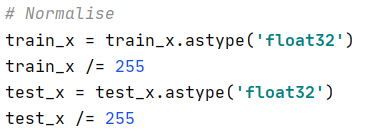 # Normalise
train_x = train_x.astype('float32')
train_x /= 255
test_x = test_x.astype('float32')
test_x /= 255